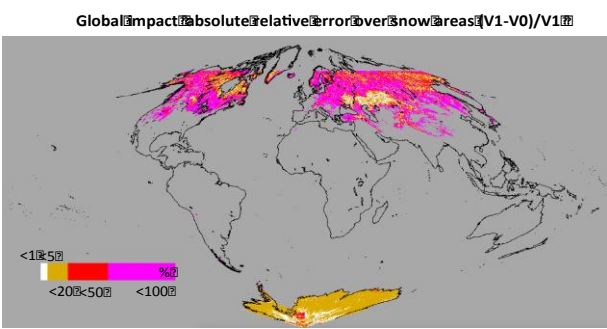 Global impact: absolute relative error over snow areas (V1-V0)/V1
<1 <5 %
<20 <50 <100